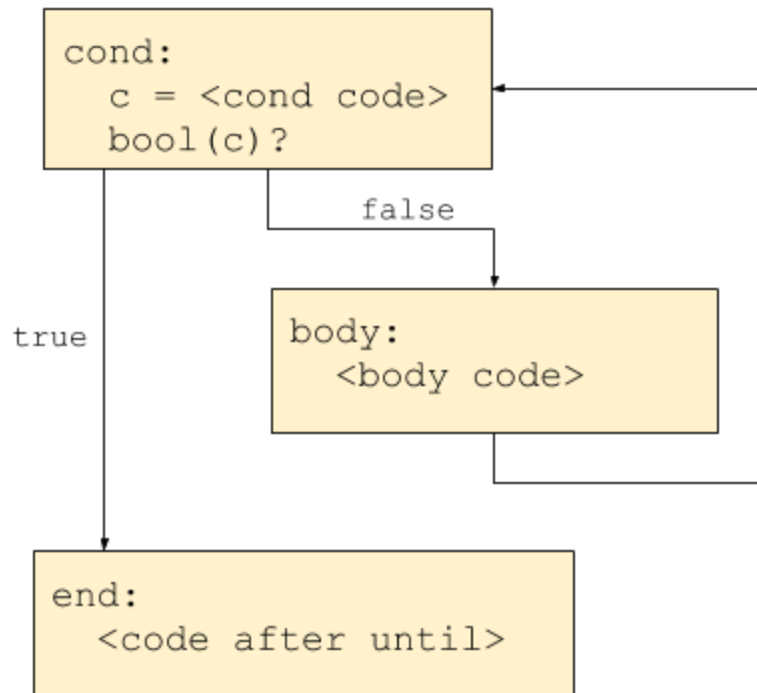 cond:
c = <cond code>
bool(c)?
false
true
body:
<body code>
end:
<code after until>